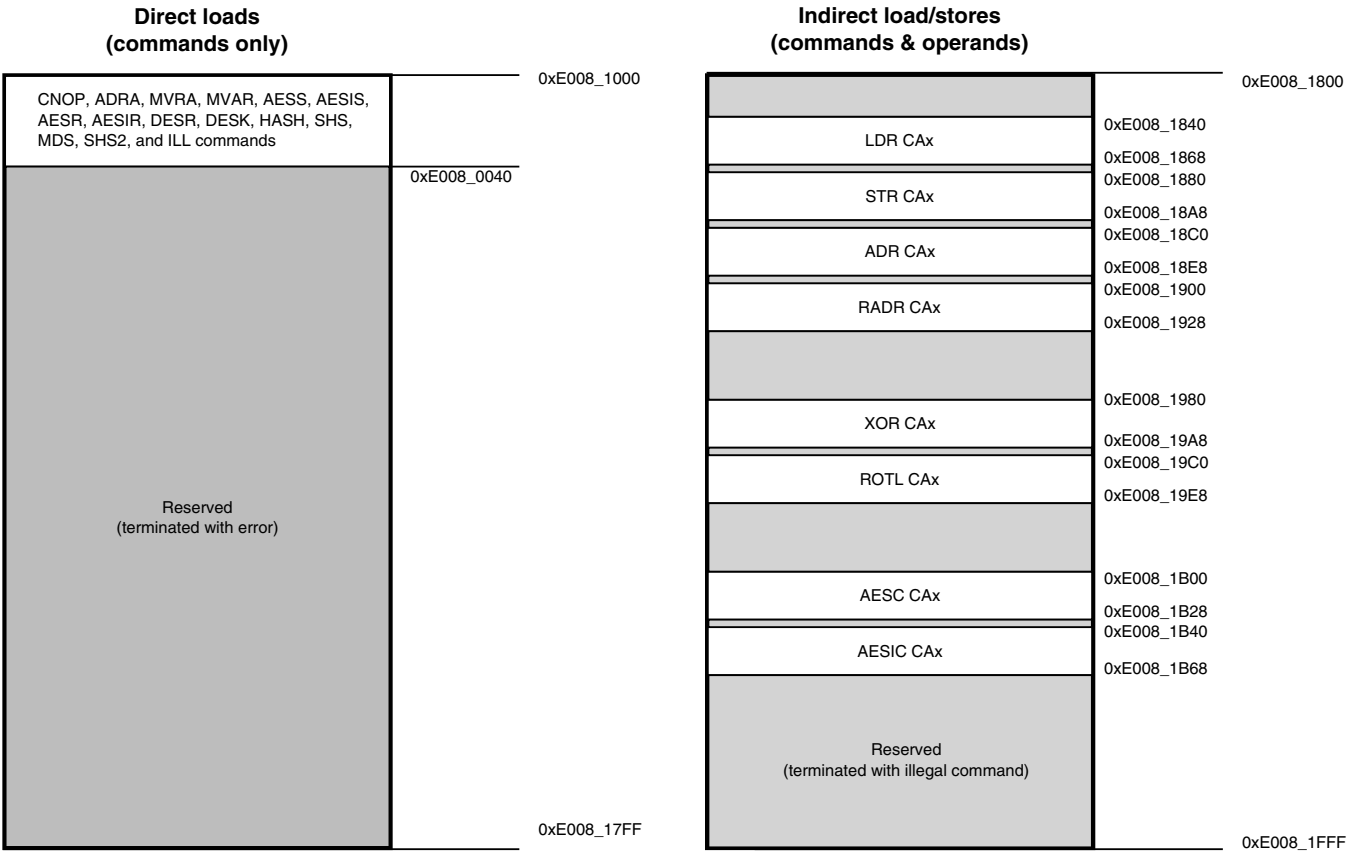 Direct loads
(commands only)
0xE008_1000
CNOP, ADRA, MVRA, MVAR, AESS, AESIS,
AESR, AESIR, DESR, DESK, HASH, SHS,
MDS, SHS2, and ILL commands
0xE008_0040
Reserved
(terminated with error)
0xE008_17FF
Indirect load/stores
(commands & operands)
0xE008_1800
0xE008_1840
LDR CAx
0xE008_1868
0xE008_1880
STR CAx
0xE008_18A8
0xE008_18C0
ADR CAx
0xE008_18E8
0xE008_1900
RADR CAx
0xE008_1928
0xE008_1980
XOR CAx
0xE008_19A8
0xE008_19C0
ROTL CAx
0xE008_19E8
0xE008_1B00
AESC CAx
0xE008_1B28
0xE008_1B40
AESIC CAx
0xE008_1B68
Reserved
(terminated with illegal command)
0xE008_1FFF